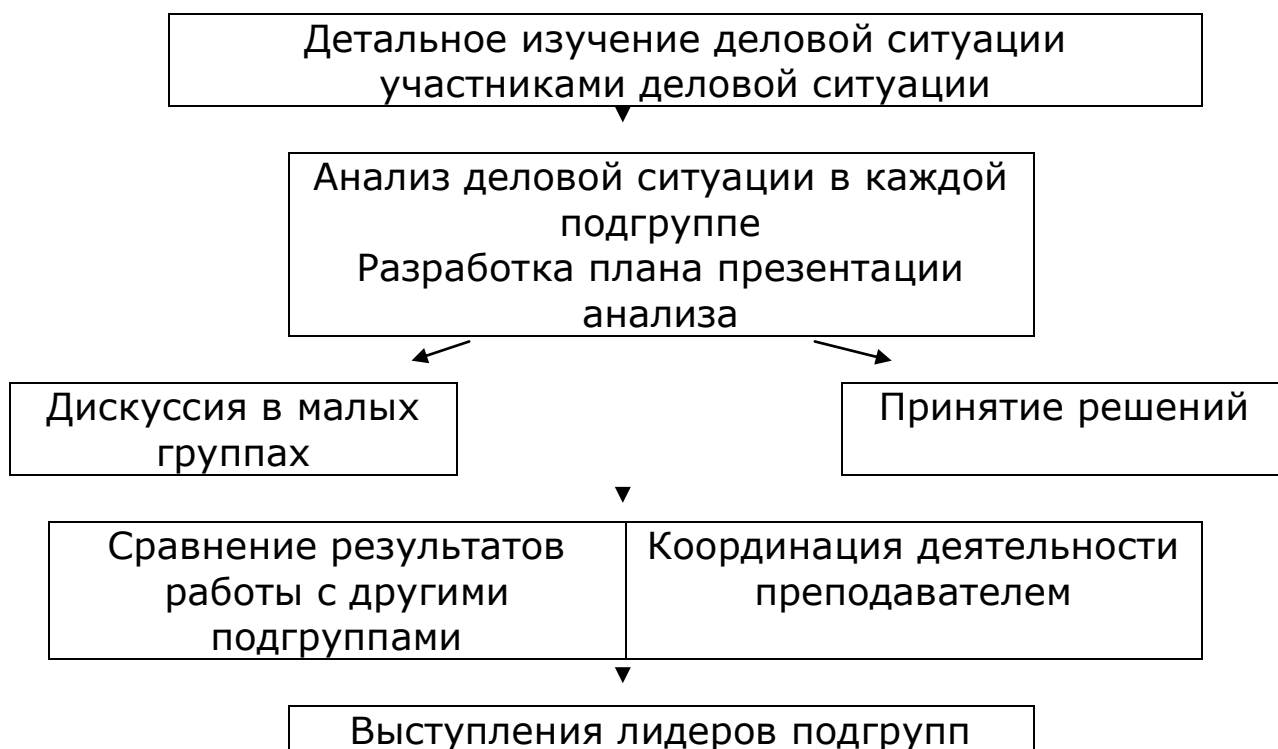 Детальное изучение деловой ситуации
участниками деловой ситуации
Анализ деловой ситуации в каждой
подгруппе
Разработка плана презентации
анализа
Дискуссия в малых
группах
Принятие решений
Сравнение результатов
работы с другими
подгруппами
Координация деятельности
преподавателем
Выступления лидеров подгрупп